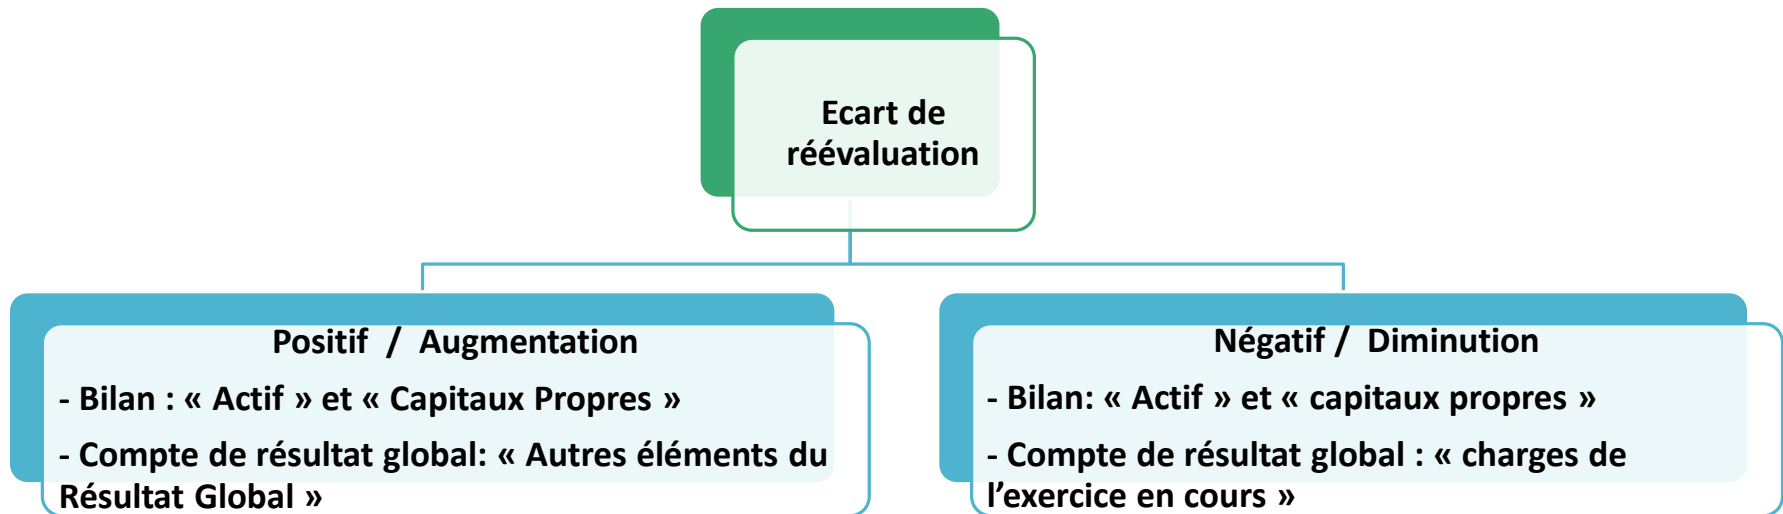 Ecart de
réévaluation
Positif / Augmentation
- Bilan : « Actif » et « Capitaux Propres »
- Compte de résultat global: « Autres éléments du
Résultat Global »
Négatif / Diminution
- Bilan: « Actif » et « capitaux propres »
- Compte de résultat global : « charges de
l’exercice en cours »